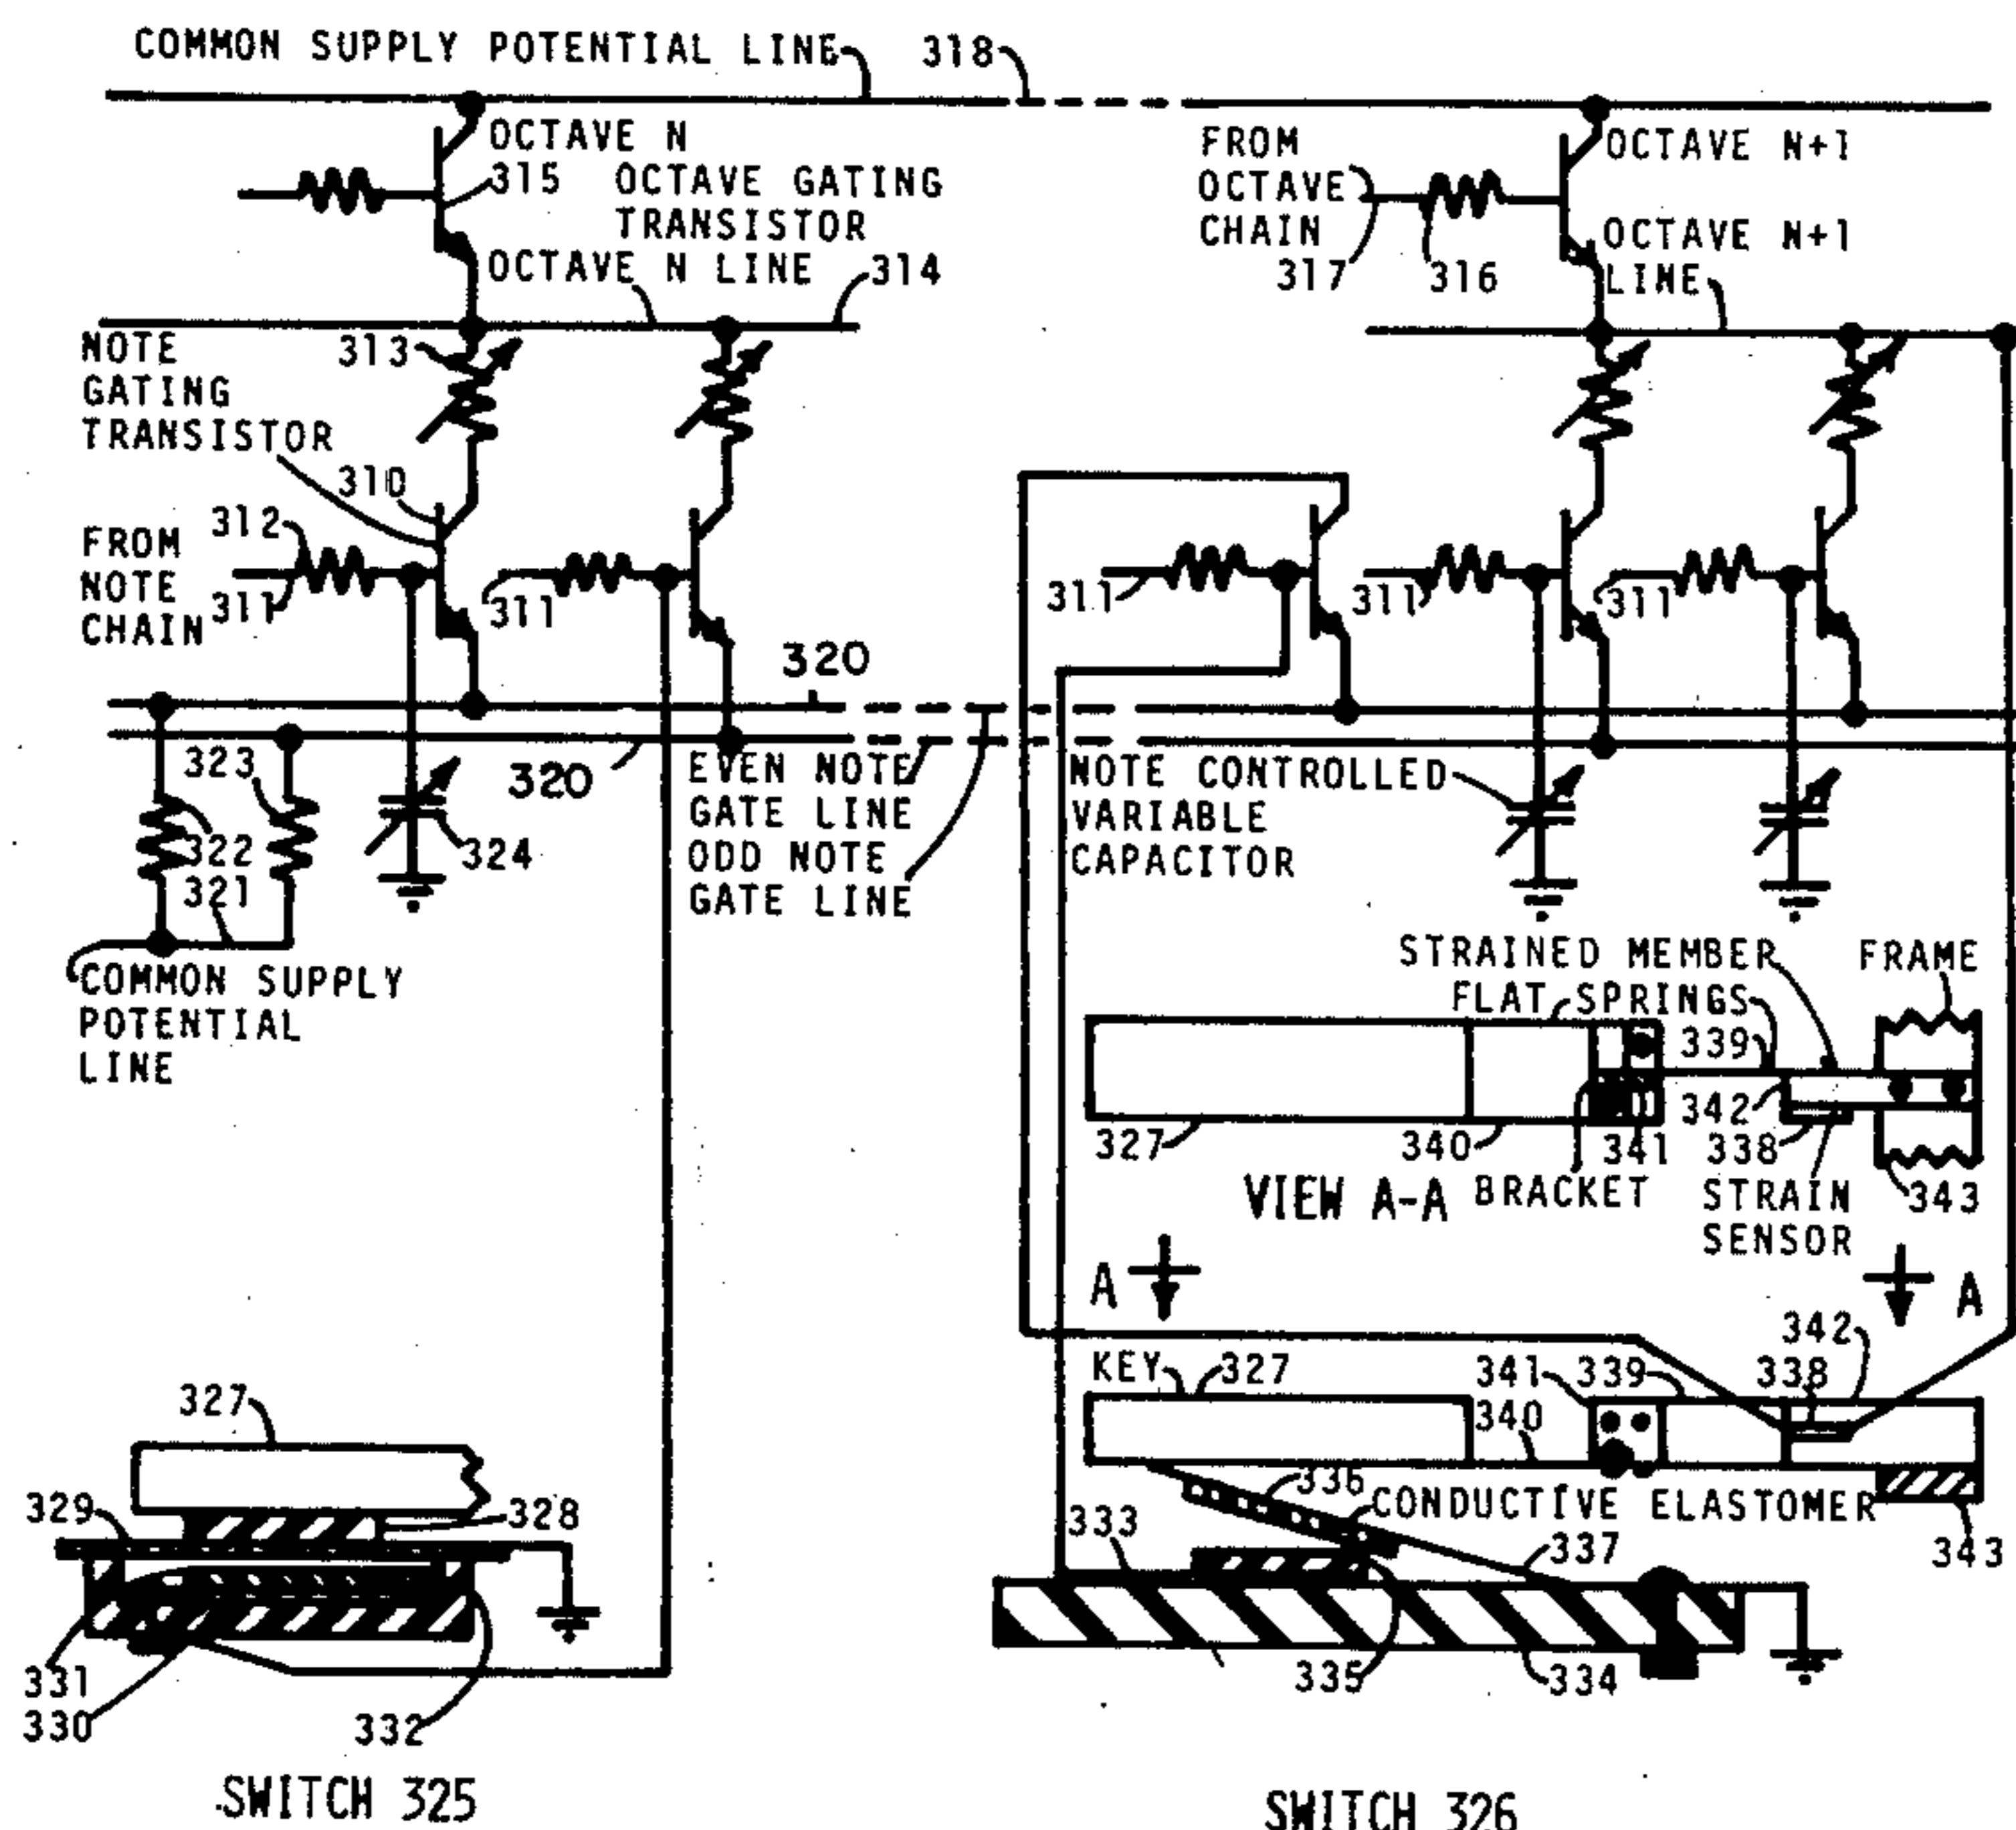 COMMON SUPPLY POTENTIAL LINE
318
OCTAVE N
315 OCTAVE GATING
TRANSISTOR
OCTAVE N LINE
314
FROM
OCTAVE
CHAIN
317
316
OCTAVE N+1
OCTAVE N+1
LINE
NOTE
GATING
TRANSISTOR
313
310
312
FROM
NOTE
CHAIN
311
311
311
311
311
320
320
323
322
321
324
EVEN NOTE
GATE LINE
ODD NOTE
GATE LINE
NOTE CONTROLLED
VARIABLE
CAPACITOR
COMMON SUPPLY
POTENTIAL
LINE
STRAINED MEMBER
FLAT SPRINGS
FRAME
339
342
327
340
341
338
343
VIEW A-A
BRACKET
STRAIN
SENSOR
A
A
KEY
327
341
339
338
342
340
336
CONDUCTIVE ELASTOMER
333
337
343
335
334
327
329
328
331
330
332
SWITCH 325
SWITCH 326